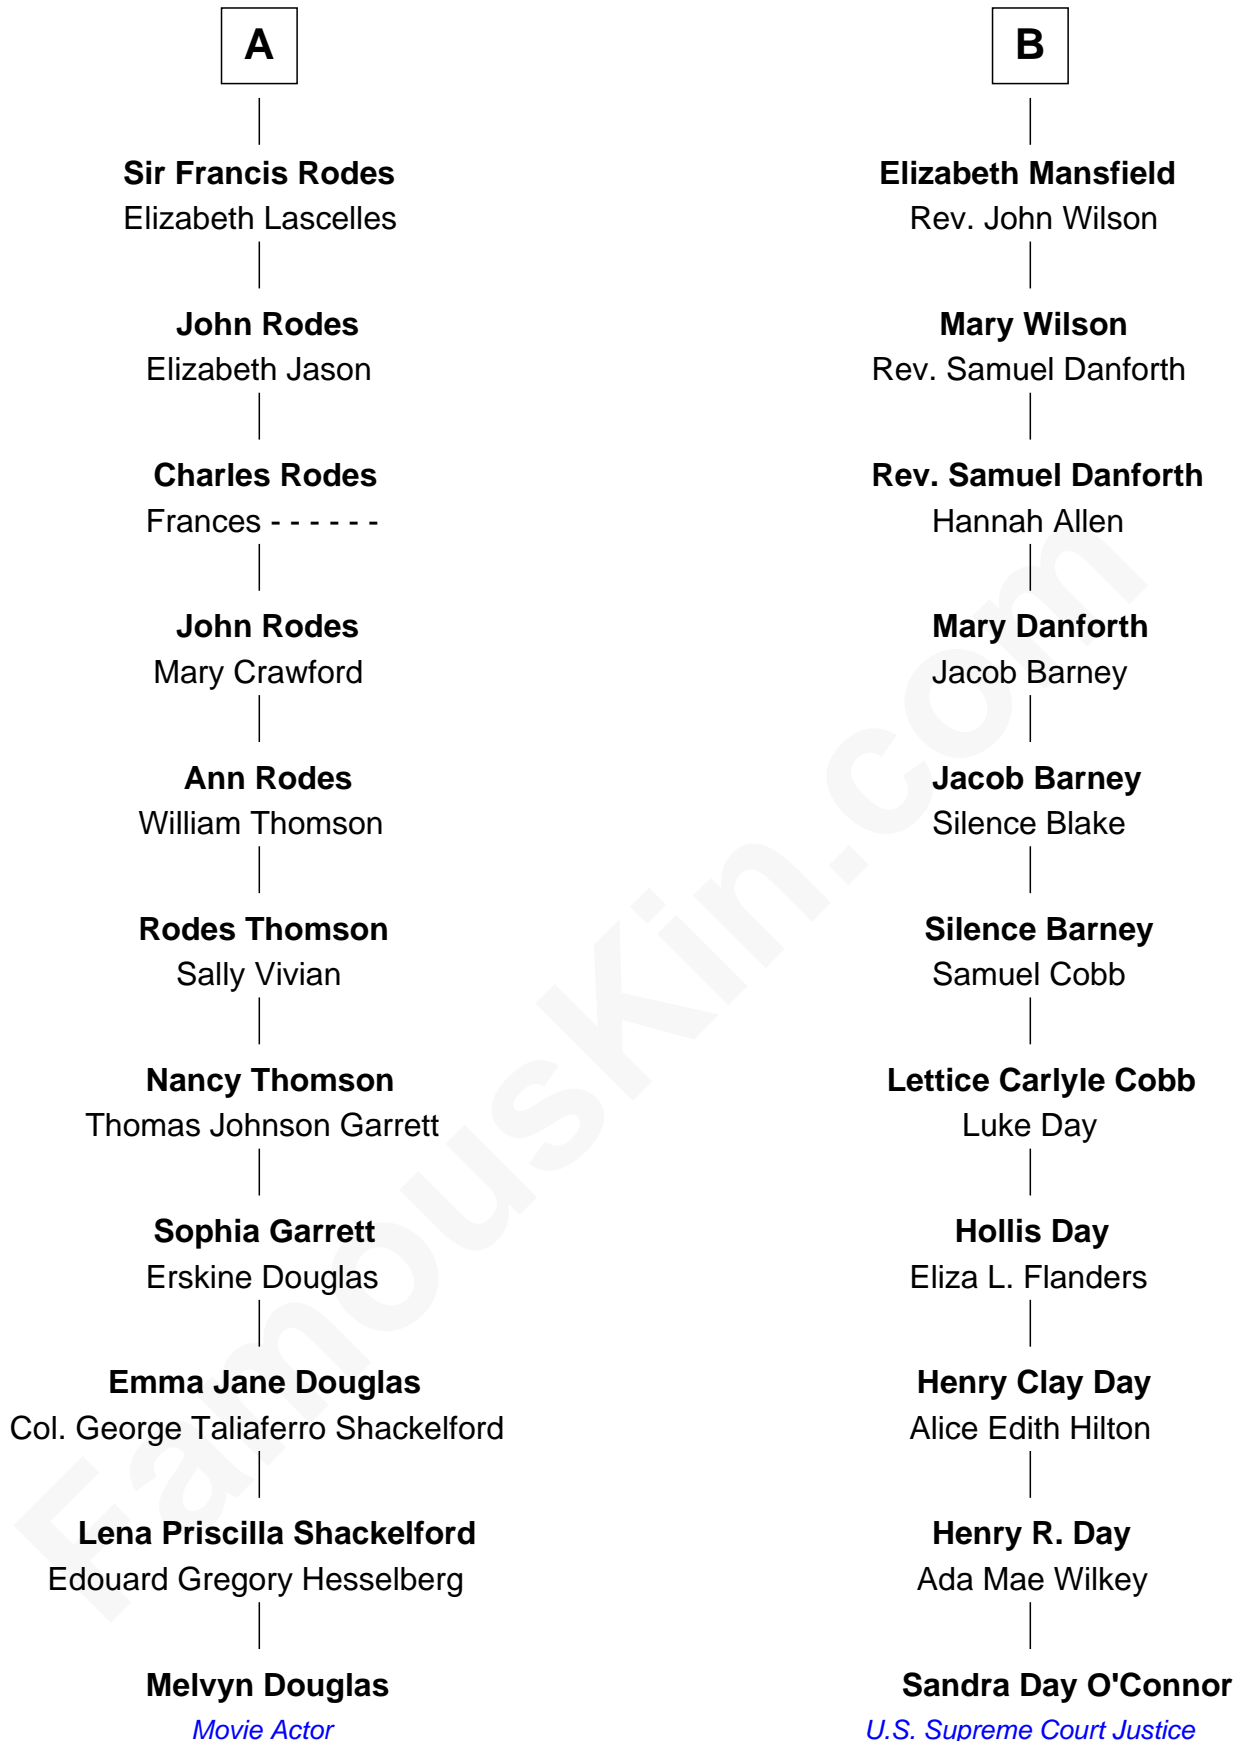 A
Sir Francis Rodes
Elizabeth Lascelles
John Rodes
Elizabeth Jason
Charles Rodes
Frances - - - - - -
John Rodes
Mary Crawford
Ann Rodes
William Thomson
Rodes Thomson
Sally Vivian
Nancy Thomson
Thomas Johnson Garrett
Sophia Garrett
Erskine Douglas
Emma Jane Douglas
Col. George Taliaferro Shackelford
Lena Priscilla Shackelford
Edouard Gregory Hesselberg
Melvyn Douglas
Movie Actor
B
Elizabeth Mansfield
Rev. John Wilson
Mary Wilson
Rev. Samuel Danforth
Rev. Samuel Danforth
Hannah Allen
Mary Danforth
Jacob Barney
Jacob Barney
Silence Blake
Silence Barney
Samuel Cobb
Lettice Carlyle Cobb
Luke Day
Hollis Day
Eliza L. Flanders
Henry Clay Day
Alice Edith Hilton
Henry R. Day
Ada Mae Wilkey
Sandra Day O'Connor
U.S. Supreme Court Justice
FamousKin.com